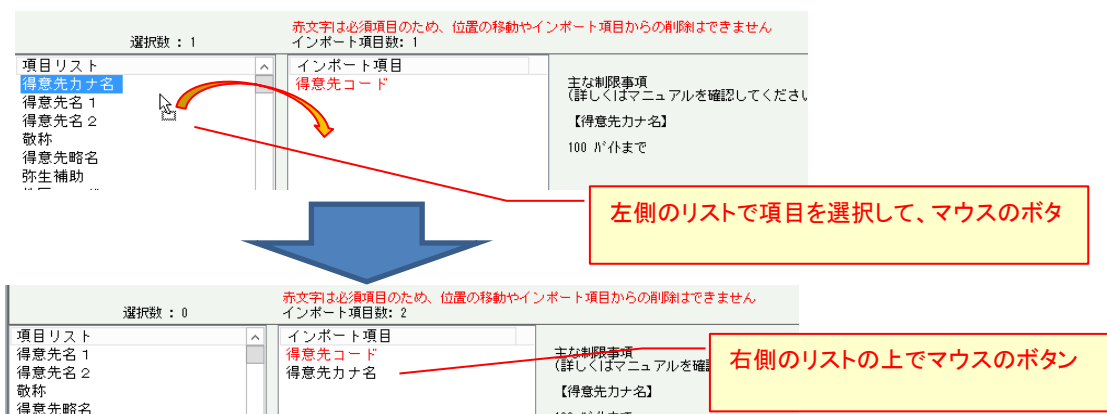 赤文字は必須項目のため、位置の移動やインポート項目からの削除はできません
選択数 : 1
インポート項目数: 1
項目リスト
インポート項目
得意先カナ名
得意先コード
得意先名1
得意先名2
敬称
得意先略名
弥生補助
主な制限事項
(詳しくはマニュアルを確認してくださ
【得意先カナ名】
100 バイトまで
左側のリストで項目を選択して、マウスのボタ
赤文字は必須項目のため、位置の移動やインポート項目からの削除はできません
選択数 : 0
インポート項目数: 2
項目リスト
インポート項目
得意先名1
得意先コード
得意先名2
得意先カナ名
敬称
得意先略名
主な制限事項
(詳しくはマニュアルを確
【得意先カナ名】
右側のリストの上でマウスのボタン